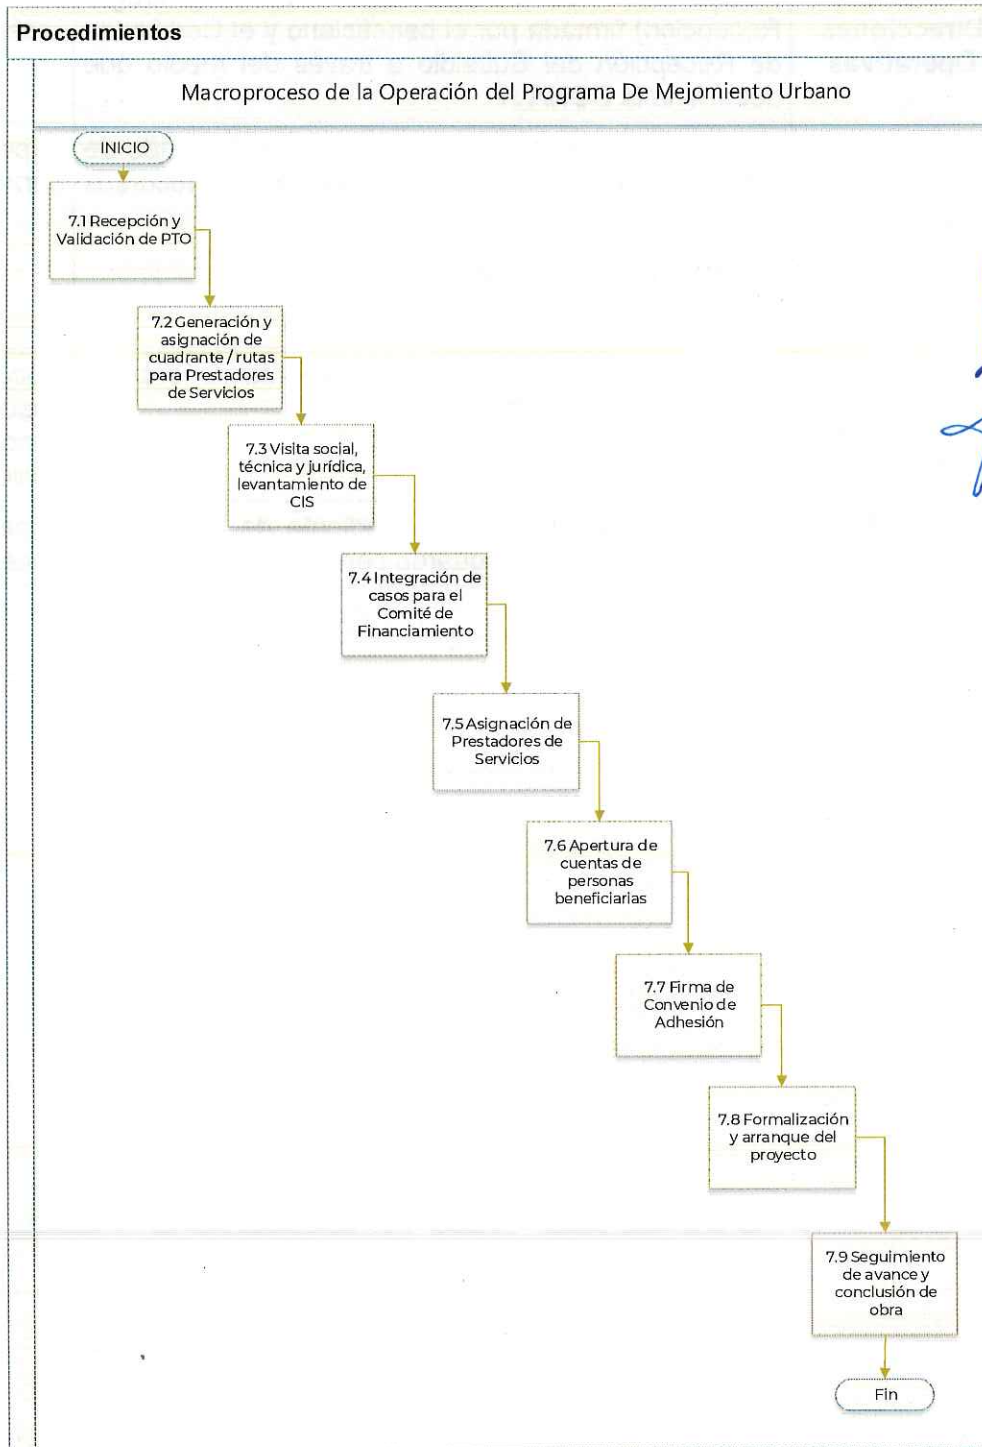 Procedimientos
Macroproceso de la Operación del Programa De Mejomiento Urbano
INICIO
7.1 Recepción y
Validación de PTO
7.2 Generación y
asignación de
cuadrante / rutas
para Prestadores
de Servicios
7.3 Visita social,
técnica y jurídica,
levantamiento de
CIS
7.4 Integración de
casos para el
Comité de
Financiamiento
7.5 Asignación de
Prestadores de
Servicios
7.6 Apertura de
cuentas de
personas
beneficiarias
7.7 Firma de
Convenio de
Adhesión
7.8 Formalización
y arranque del
proyecto
7.9 Seguimiento
de avance y
conclusión de
obra
Fin